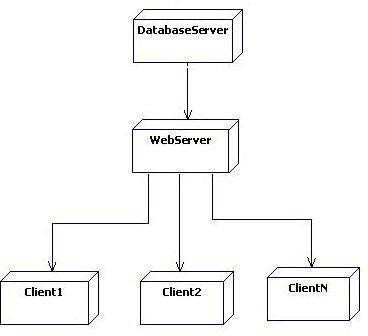 DatabaseServer
WebServer
Client1
Client2
ClientN